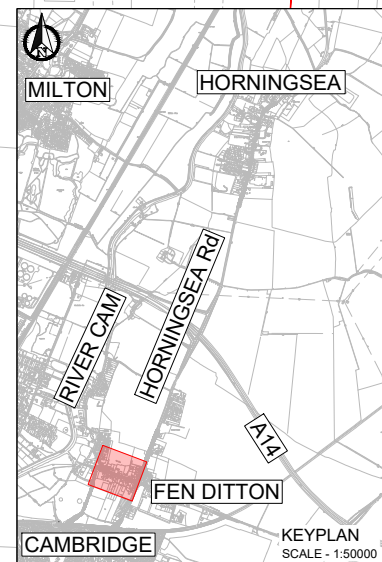 N
MILTON
HORNINGSEA
HORNINGSEA Rd
RIVER CAM
A14
FEN DITTON
CAMBRIDGE
KEYPLAN
SCALE - 1:50000